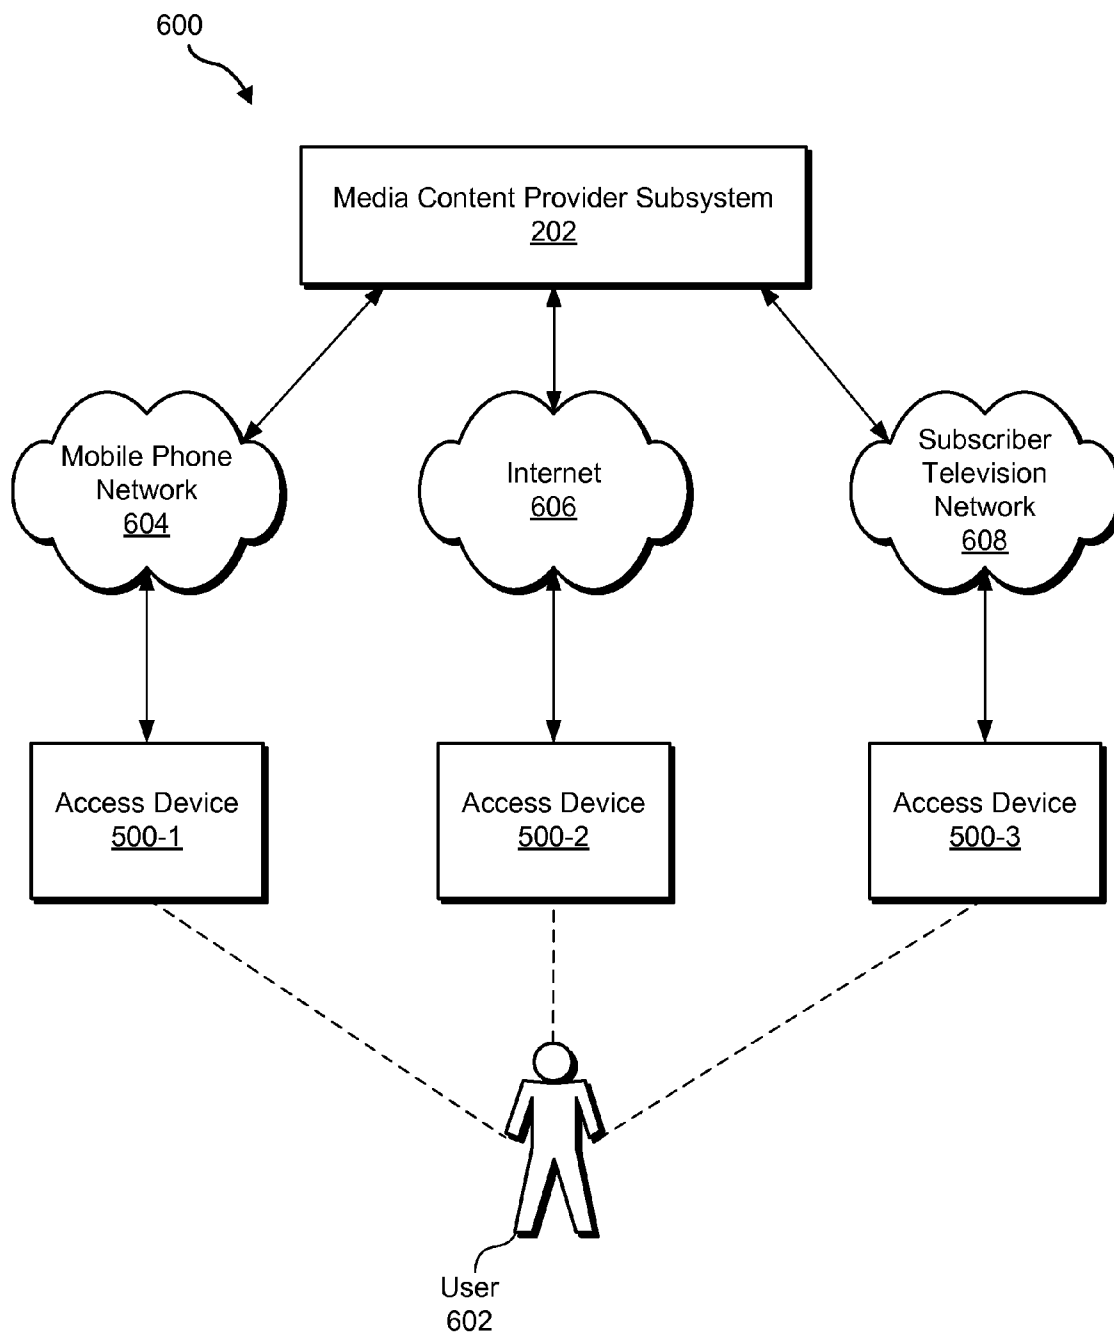 600
Media Content Provider Subsystem
202
Mobile Phone
Network
604
Internet
606
Subscriber
Television
Network
608
Access Device
500-1
Access Device
500-2
Access Device
500-3
User
602